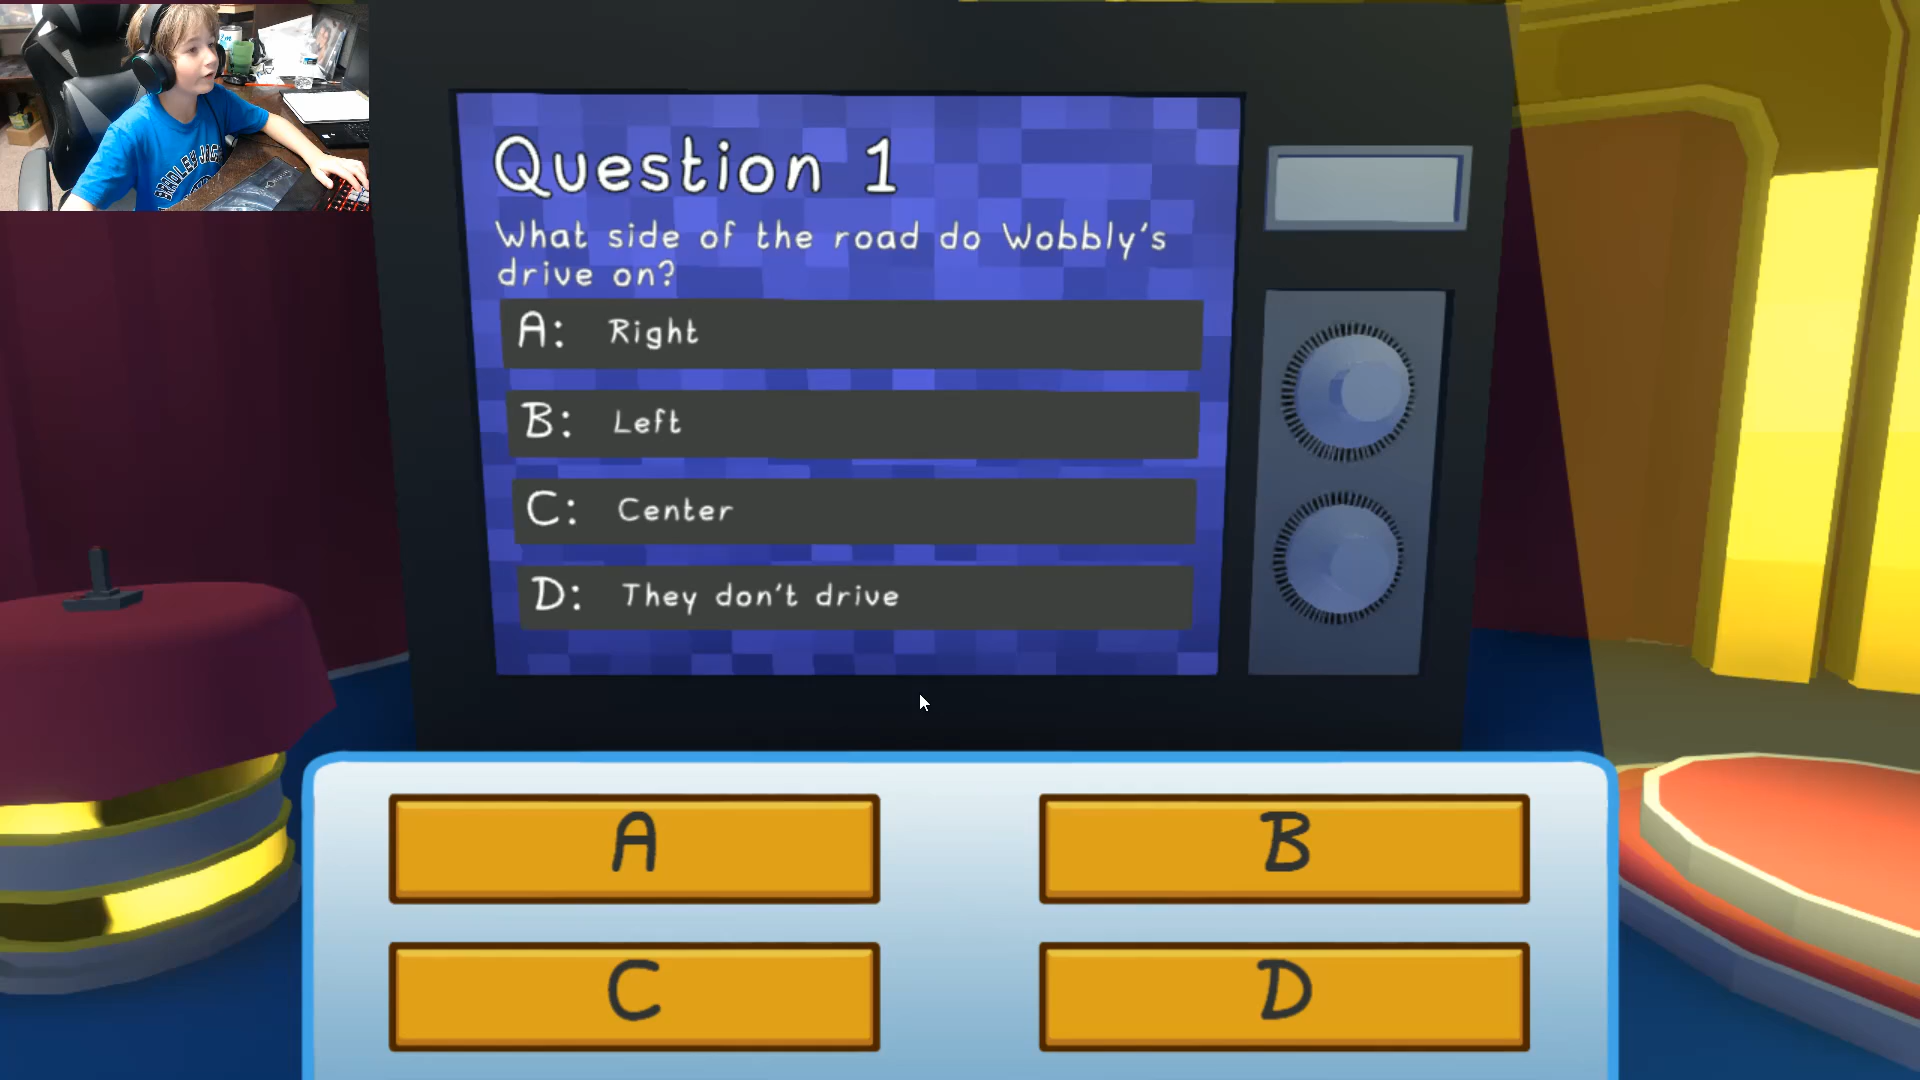 Question 1
What side of the road do Wobbly's
drive on?
A: Right
B: Left
C: Center
D: They don't drive
A
B
C
D